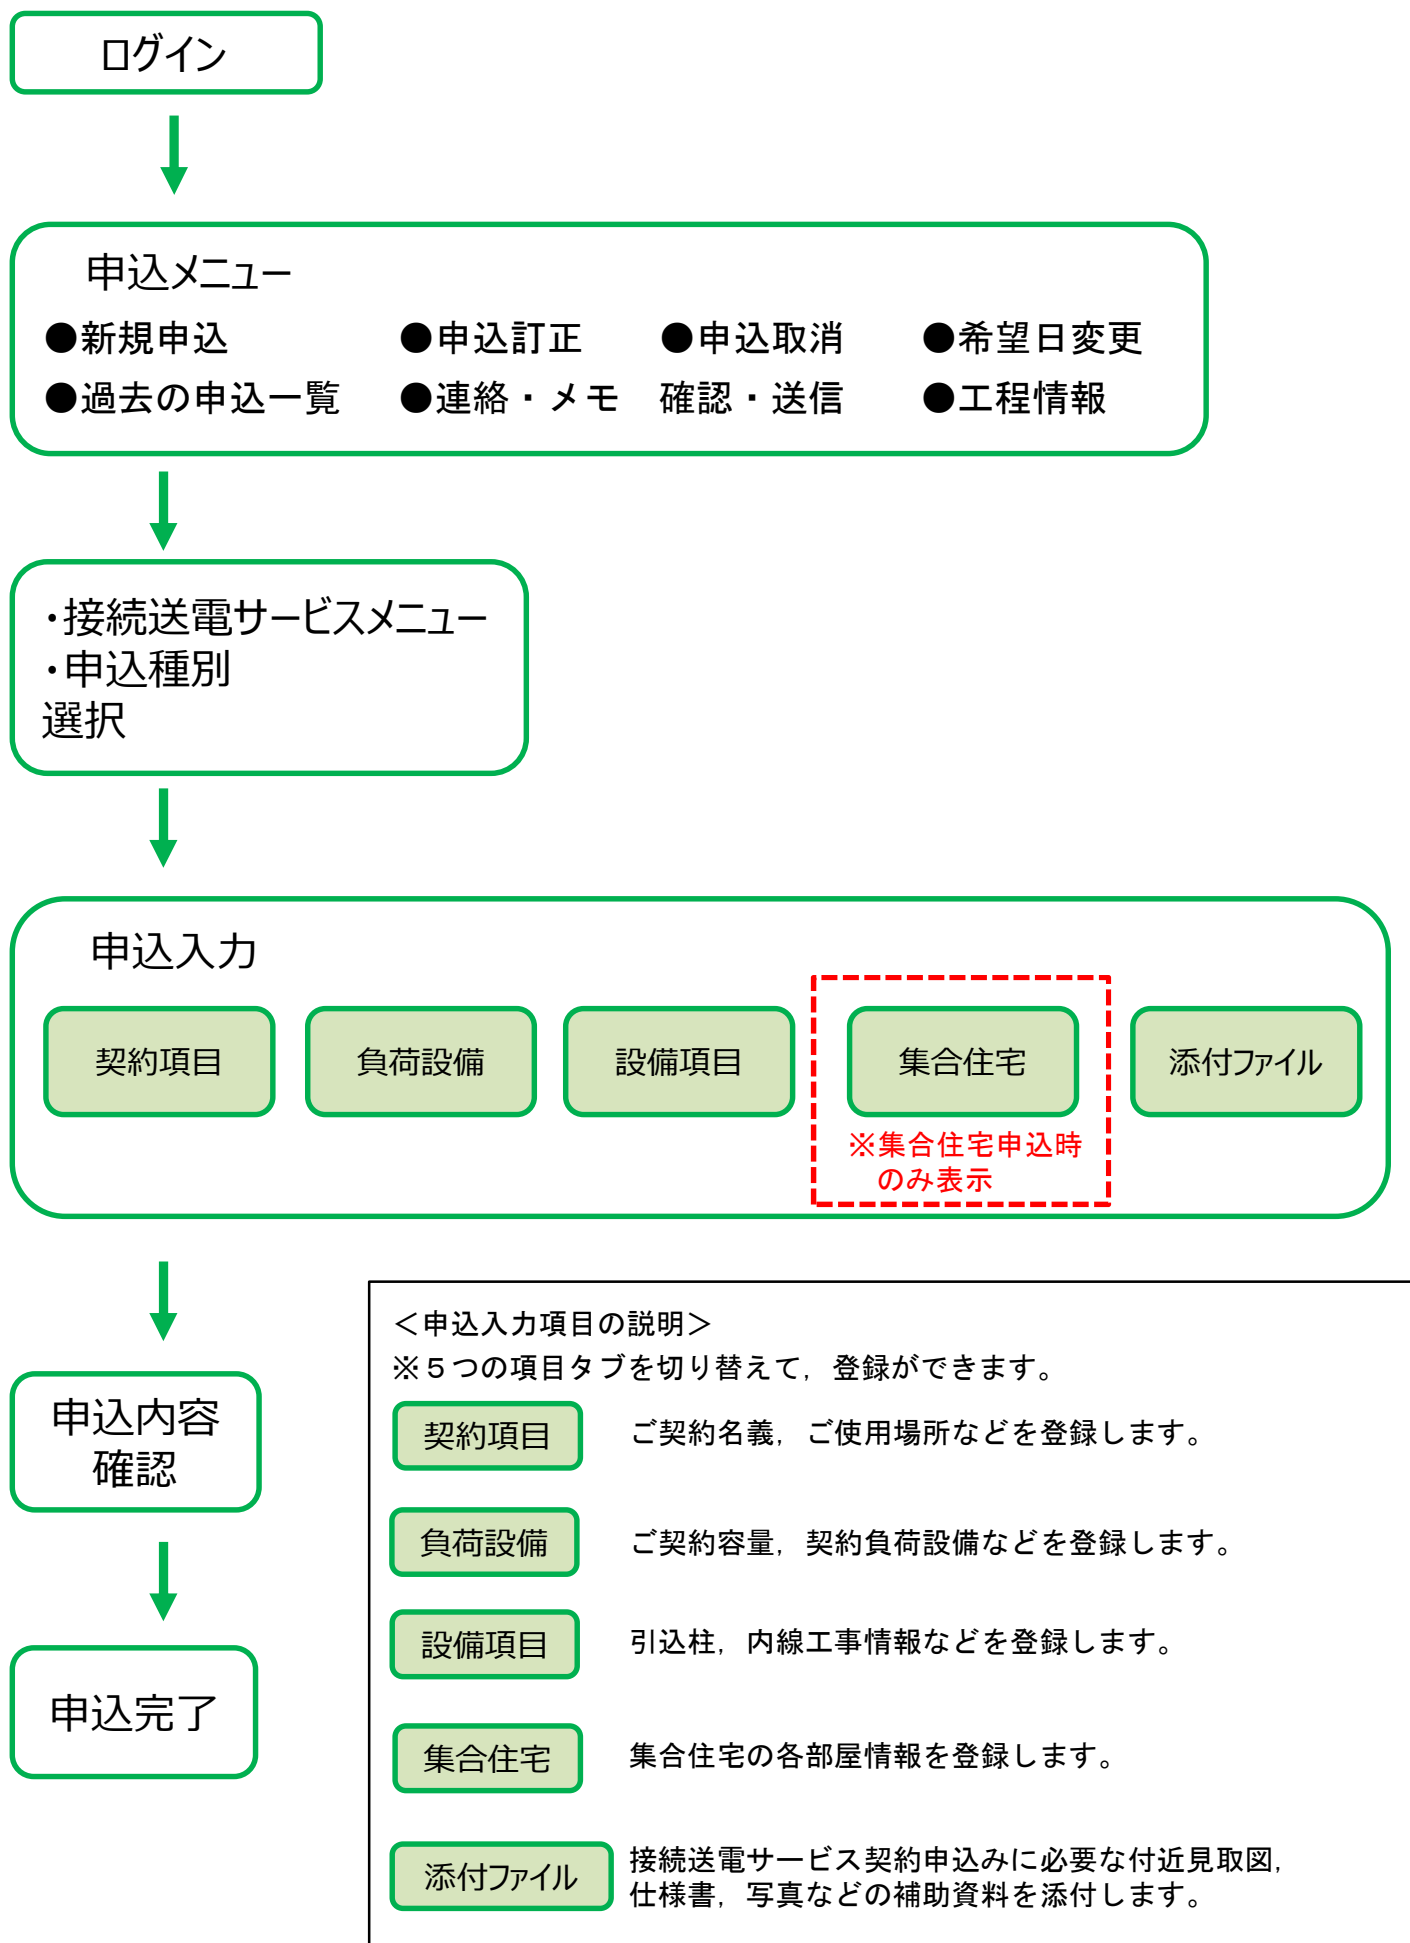 ログイン
申込メニュー
●新規申込 ●申込訂正 ●申込取消 ●希望日変更
●過去の申込一覧 ●連絡・メモ 確認・送信 ●工程情報
・接続送電サービスメニュー
・申込種別
選択
申込入力
契約項目 負荷設備 設備項目 集合住宅 添付ファイル
※集合住宅申込時
のみ表示
＜申込入力項目の説明＞
※５つの項目タブを切り替えて，登録ができます。
契約項目 ご契約名義，ご使用場所などを登録します。
負荷設備 ご契約容量，契約負荷設備などを登録します。
設備項目 引込柱，内線工事情報などを登録します。
集合住宅 集合住宅の各部屋情報を登録します。
添付ファイル 接続送電サービス契約申込みに必要な付近見取図，
仕様書，写真などの補助資料を添付します。
申込内容
確認
申込完了